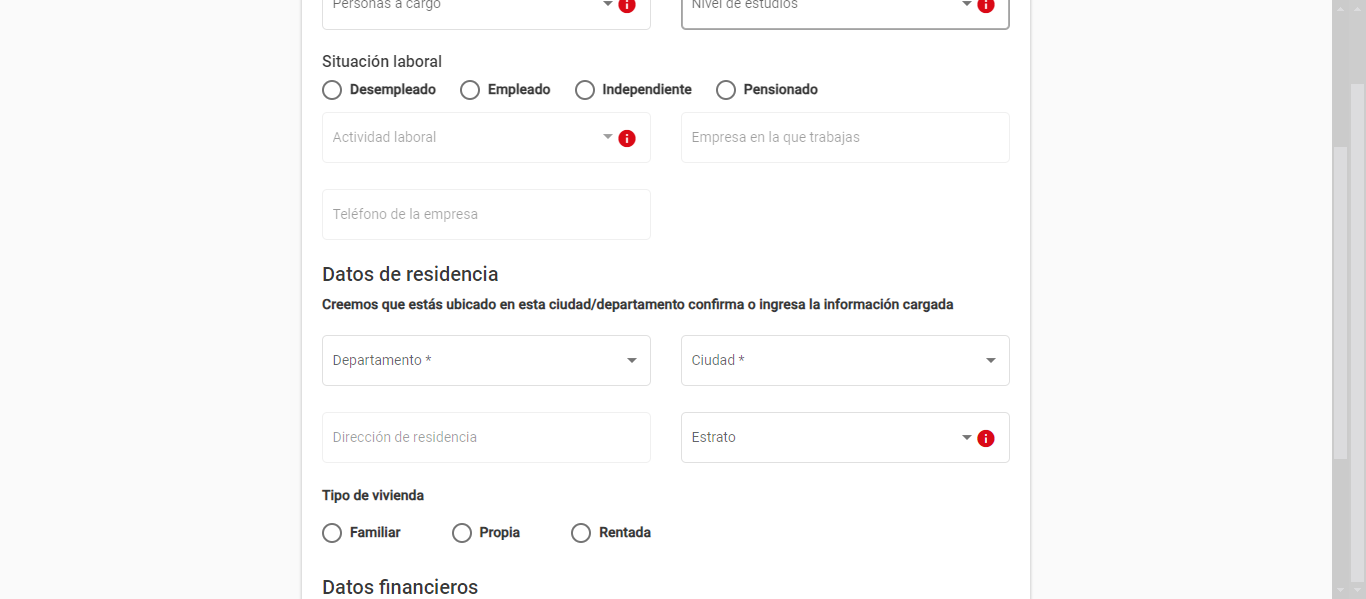 Personas a cargo
Nivel de estudios
Situación laboral
Desempleado
Empleado
Independiente
Pensionado
Actividad laboral
Empresa en la que trabajas
Teléfono de la empresa
Datos de residencia
Creemos que estás ubicado en esta ciudad/departamento confirma o ingresa la información cargada
Departamento *
Ciudad *
Dirección de residencia
Estrato
Tipo de vivienda
Familiar
Propia
Rentada
Datos financieros